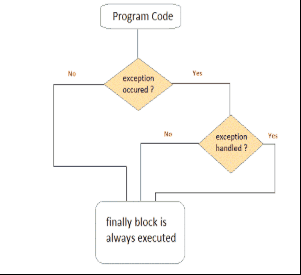 Program Code
No
Yes
exception
occured ?
No
Yes
exception
handled ?
finally block is
always executed